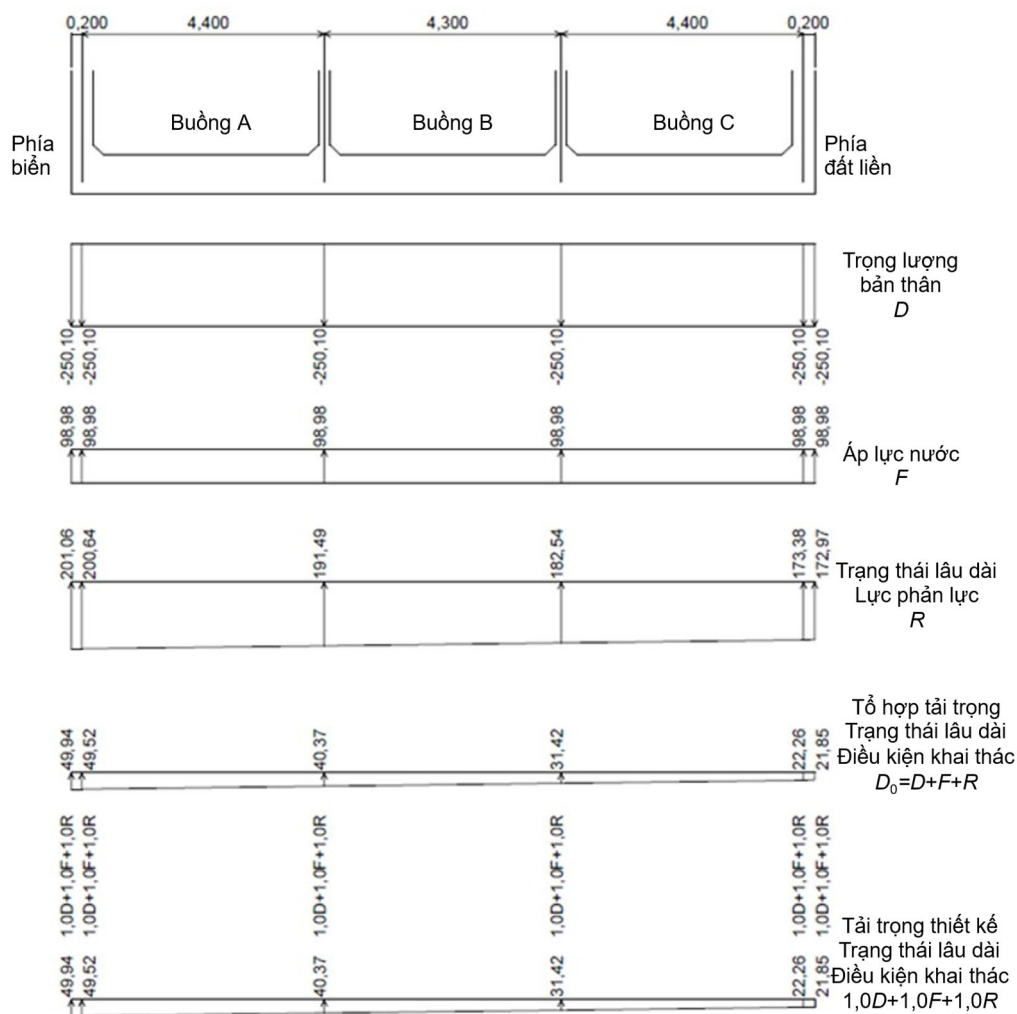 0,200 4,400 4,300 4,400 0,200
Buồng A Buồng B Buồng C
Phía
biển
Phía
đất liền
Trọng lượng
bản thân
D
-250,10 -250,10 -250,10 -250,10 -250,10 -250,10
98,98 98,98 98,98 98,98 98,98 98,98
Áp lực nước
F
201,06 200,64 191,49 182,54 173,38 172,97
Trạng thái lâu dài
Lực phản lực
R
Tổ hợp tải trọng
Trạng thái lâu dài
Điều kiện khai thác
D₀=D+F+R
49,94 49,52 40,37 31,42 22,26 21,85
1,0D+1,0F+1,0R 1,0D+1,0F+1,0R 1,0D+1,0F+1,0R 1,0D+1,0F+1,0R 1,0D+1,0F+1,0R 1,0D+1,0F+1,0R
49,94 49,52 40,37 31,42 22,26 21,85
Tải trọng thiết kế
Trạng thái lâu dài
Điều kiện khai thác
1,0D+1,0F+1,0R